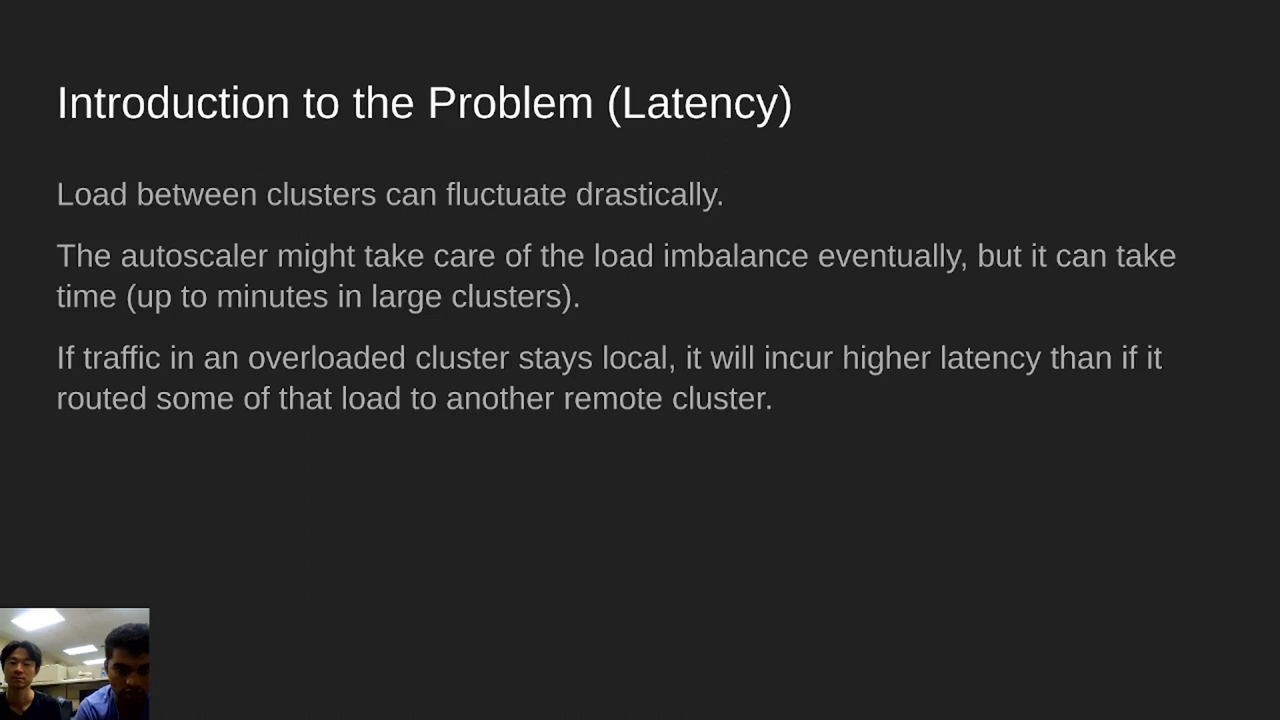 Introduction to the Problem (Latency)
Load between clusters can fluctuate drastically.
The autoscaler might take care of the load imbalance eventually, but it can take
time (up to minutes in large clusters).
If traffic in an overloaded cluster stays local, it will incur higher latency than if it
routed some of that load to another remote cluster.